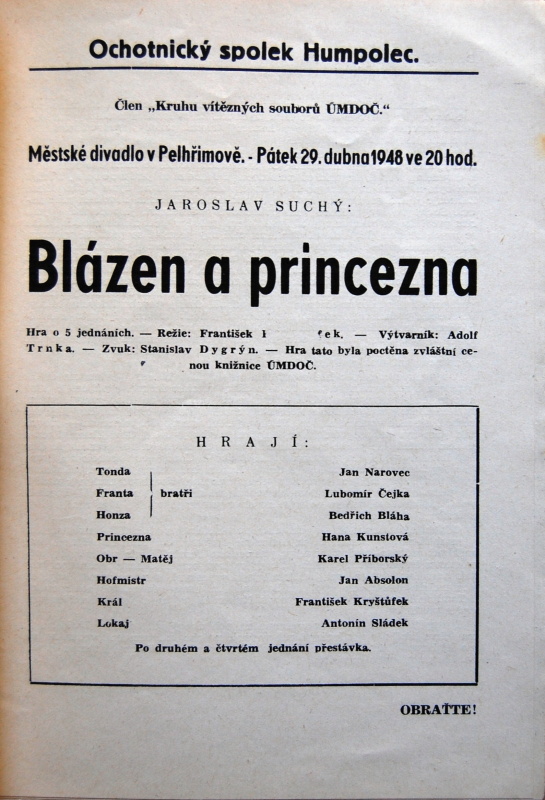 Ochotnický spolek Humpolec.
Člen „Kruhu vítězných souborů ÚMDOČ."
Městské divadlo v Pelhřimově. - Pátek 29. dubna 1948 ve 20 hod.
JAROSLAV SUCHÝ:
Blázen a princezna
Hra o 5 jednáních. — Režie: František — Výtvarník: Adolf
Trnka. — Zvuk: Stanislav Dygrýn. — Hra tato byla poctěna zvláštní ce-
nou knižnice ÚMDOČ.
HRAJÍ:
Tonda Jan Narovec
Franta bratři Lubomír Čejka
Honza Bedřich Bláha
Princezna Hana Kunstová
Obr — Matěj Karel Příborský
Hofmistr Jan Absolon
Král František Kryštůfek
Lokaj Antonín Sládek
Po druhém a čtvrtém jednání přestávka.
OBRAŤTE!